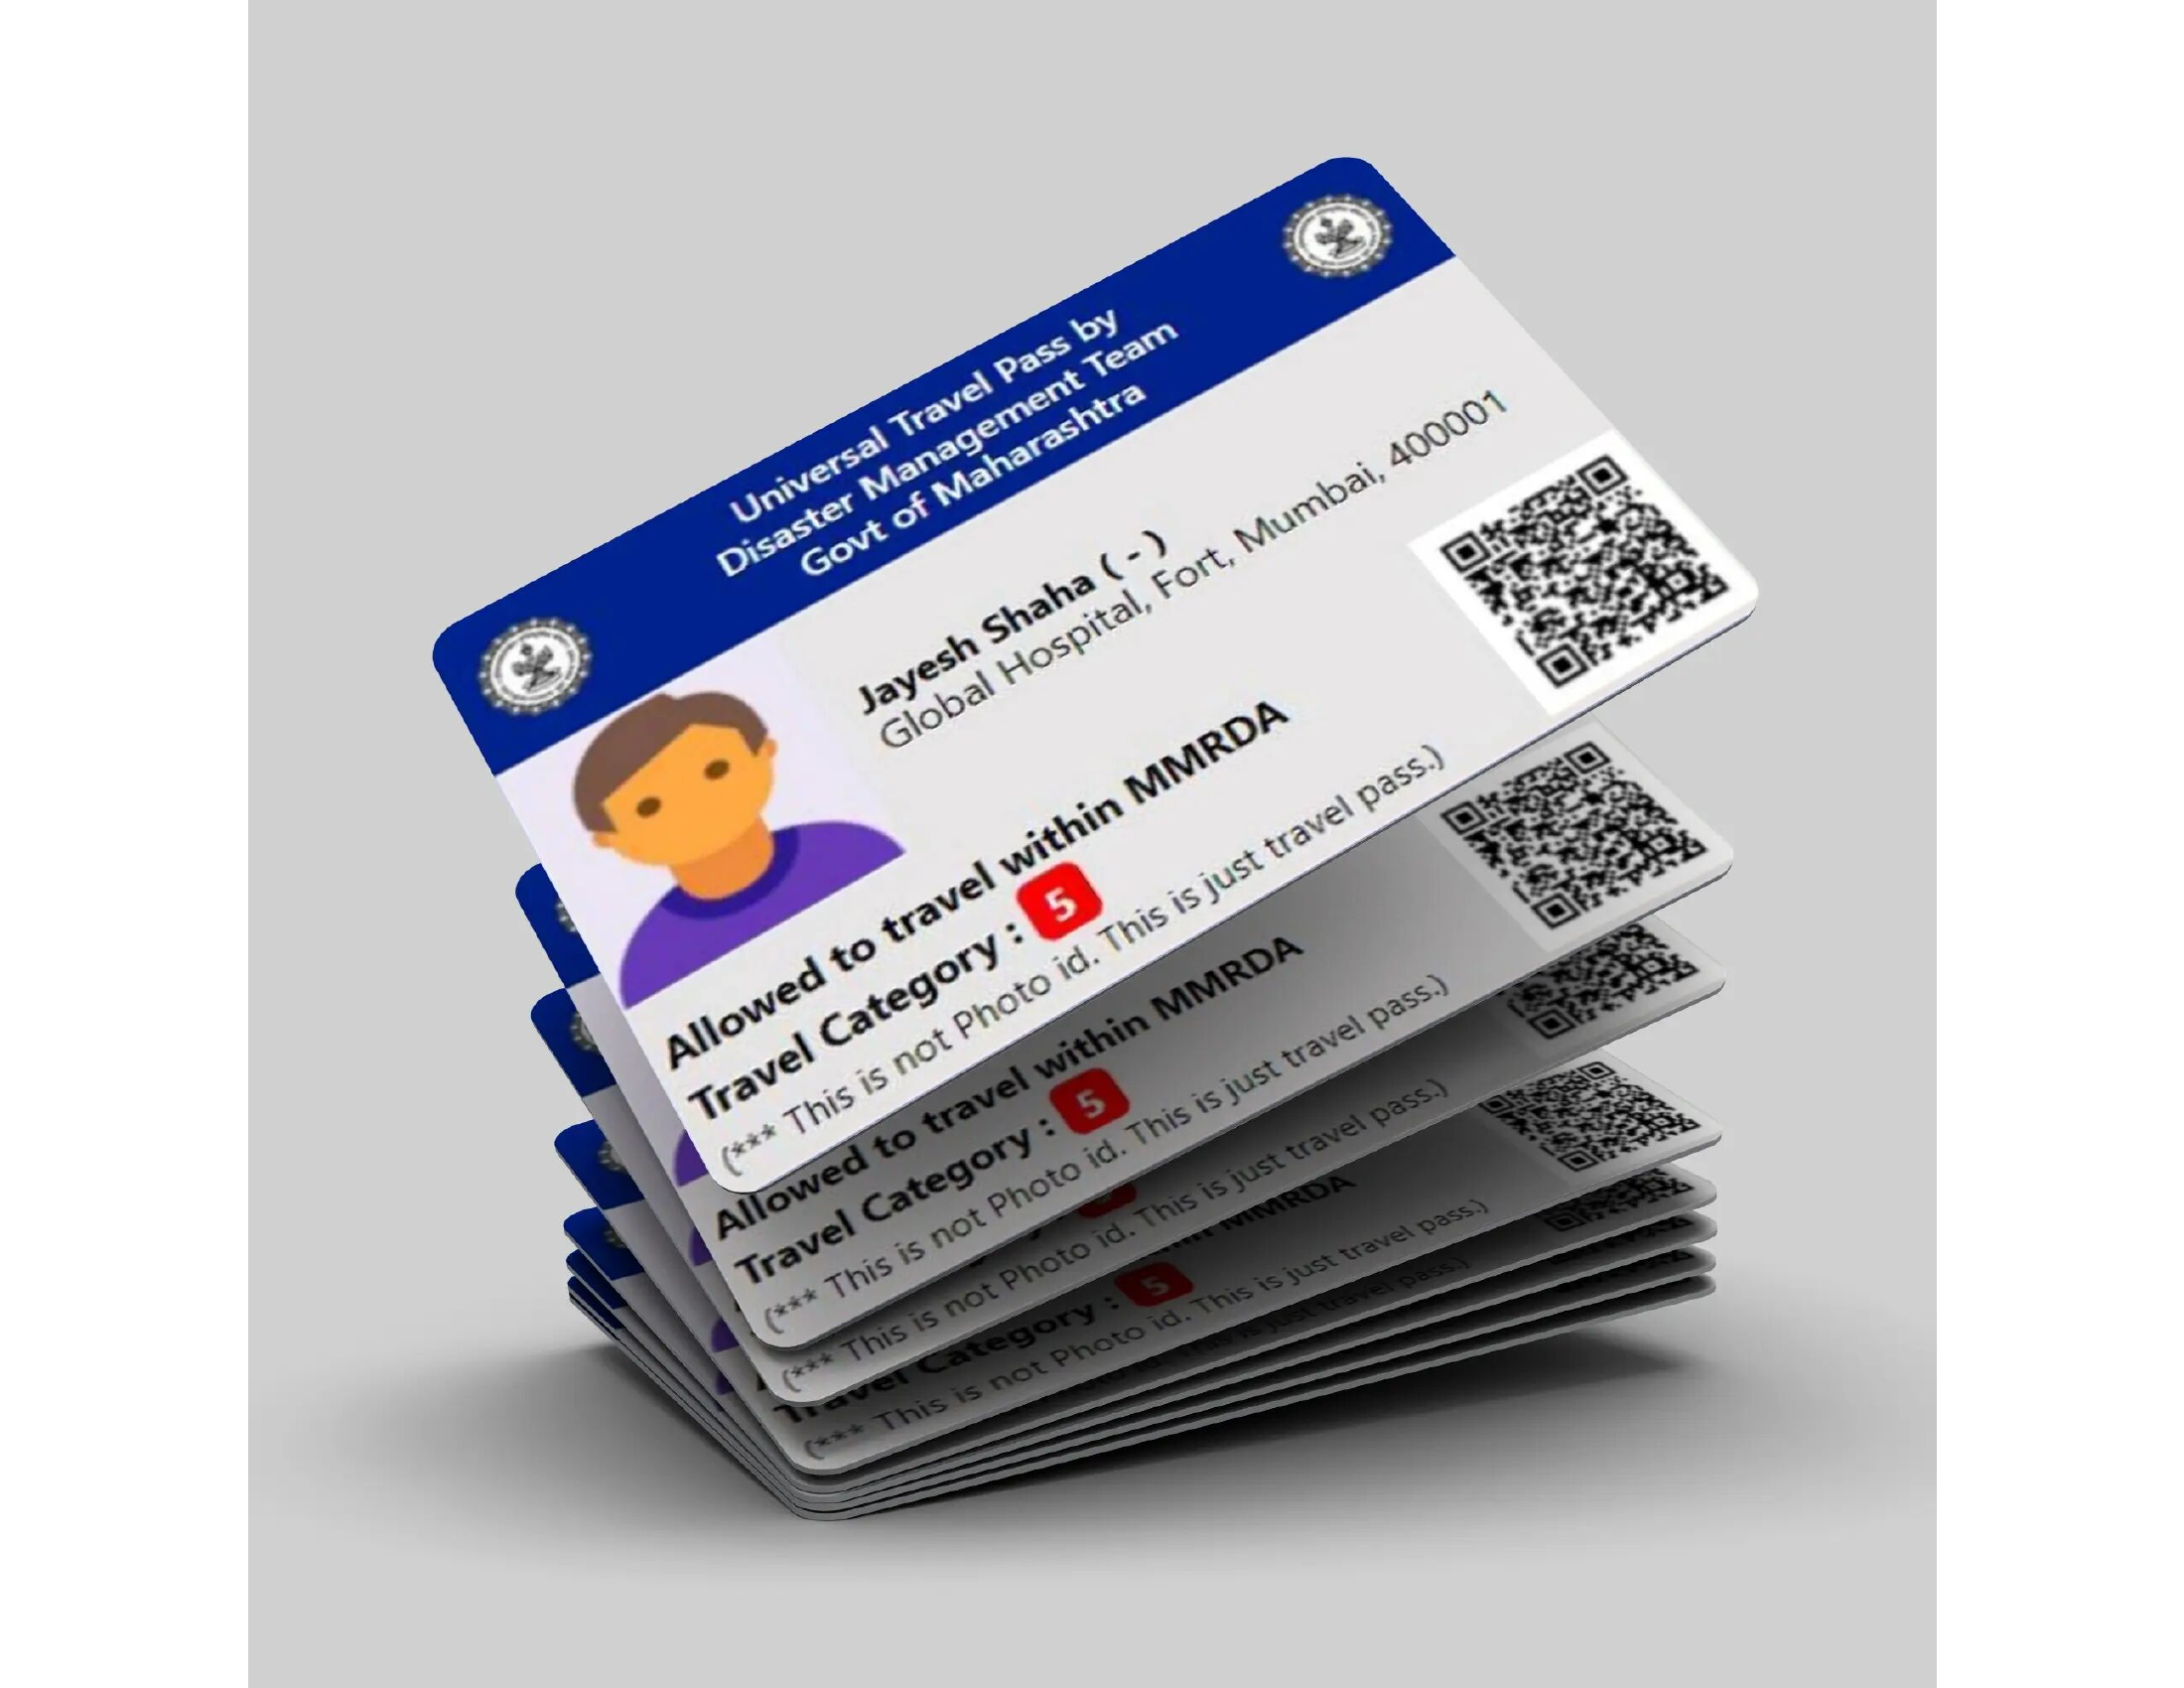 Universal Travel Pass by
Disaster Management Team
Govt of Maharashtra
Jayesh Shaha ( - )
Global Hospital, Fort, Mumbai, 400001
Allowed to travel within MMRDA
Travel Category : 5
(*** This is not Photo id. This is just travel pass.)
Allowed to travel within MMRDA
Travel Category : 5
(*** This is not Photo id. This is just travel pass.)
(*** This is not Photo id. This is just travel pass.)
MMRDA
Travel Category : 5
(*** This is not Photo id. This is just travel pass.)
is just travel pass.)